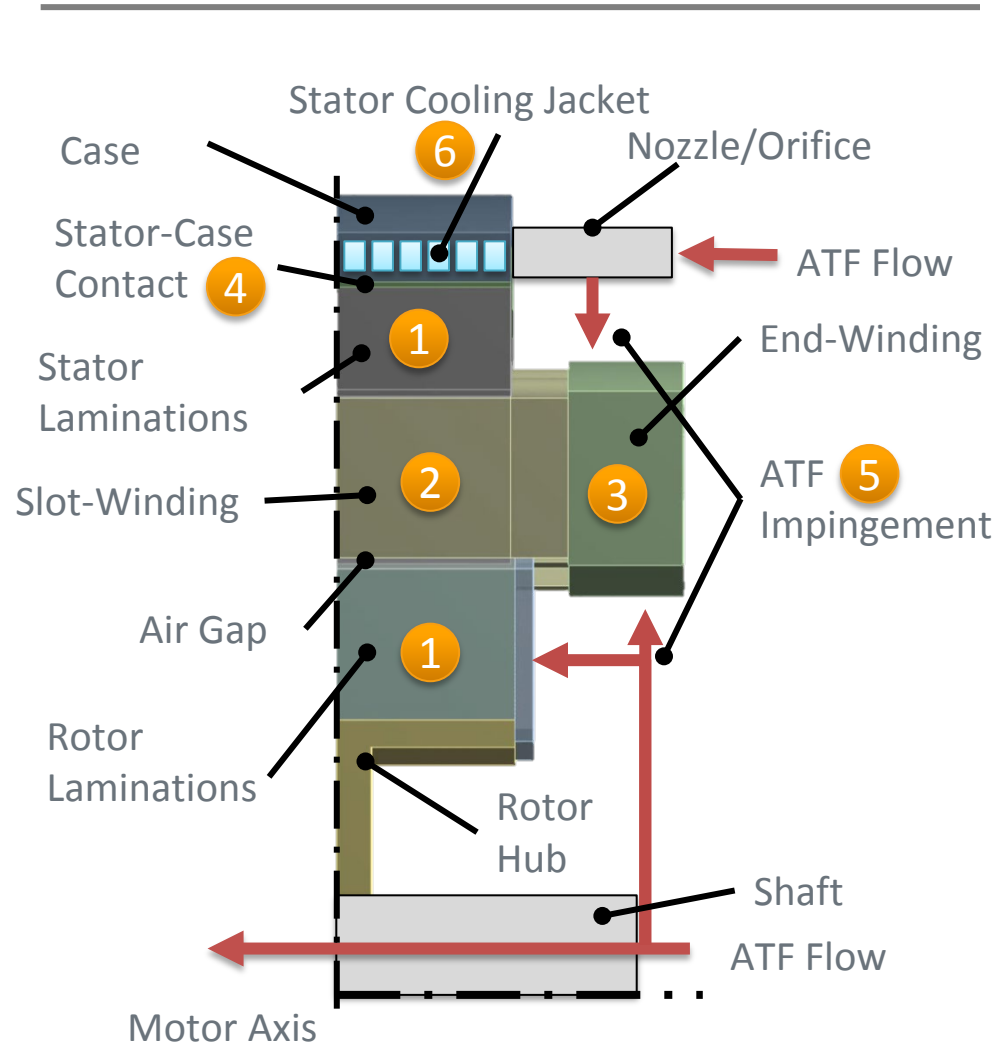 Stator Cooling Jacket
6
Case
Nozzle/Orifice
Stator-Case
Contact 4
ATF Flow
1
End-Winding
Stator
Laminations
2
3
ATF 5
Impingement
Slot-Winding
Air Gap
1
Rotor
Laminations
Rotor
Hub
Shaft
ATF Flow
Motor Axis